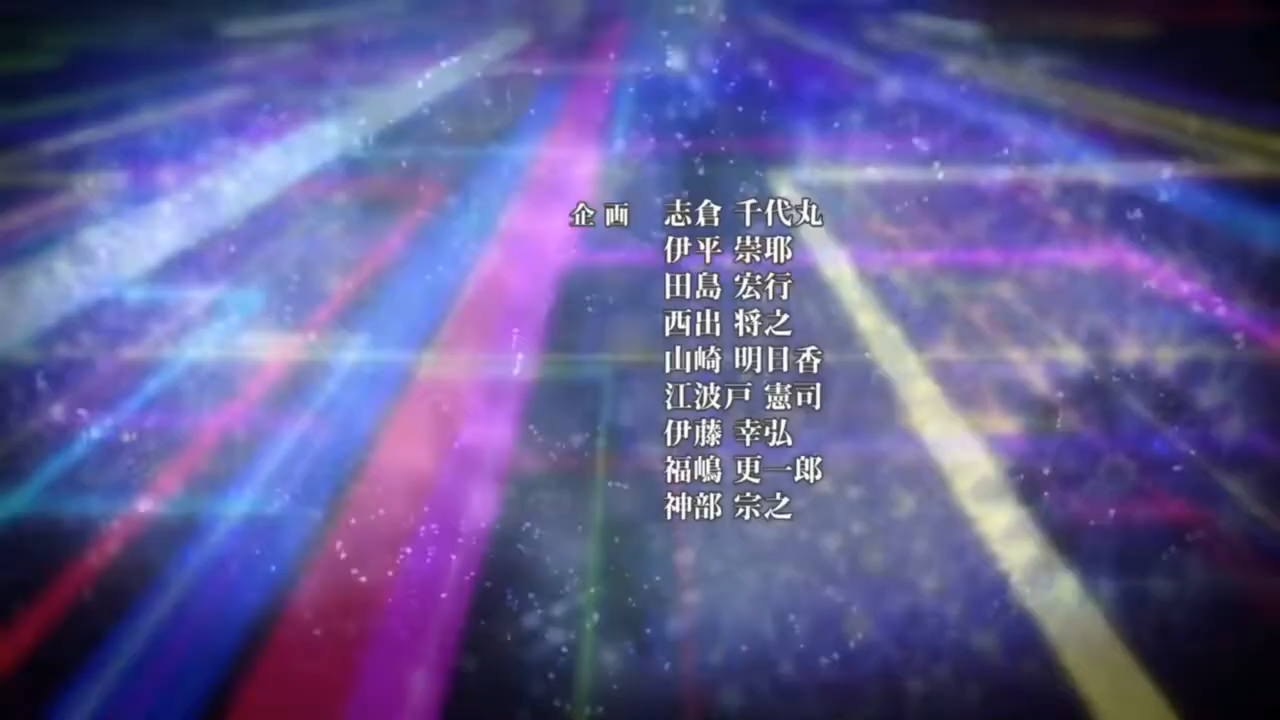 企画 志倉 千代丸
伊平 崇耶
田島 宏行
西出 将之
山崎 明日香
江波戸 憲司
伊藤 幸弘
福嶋 更一郎
神部 宗之